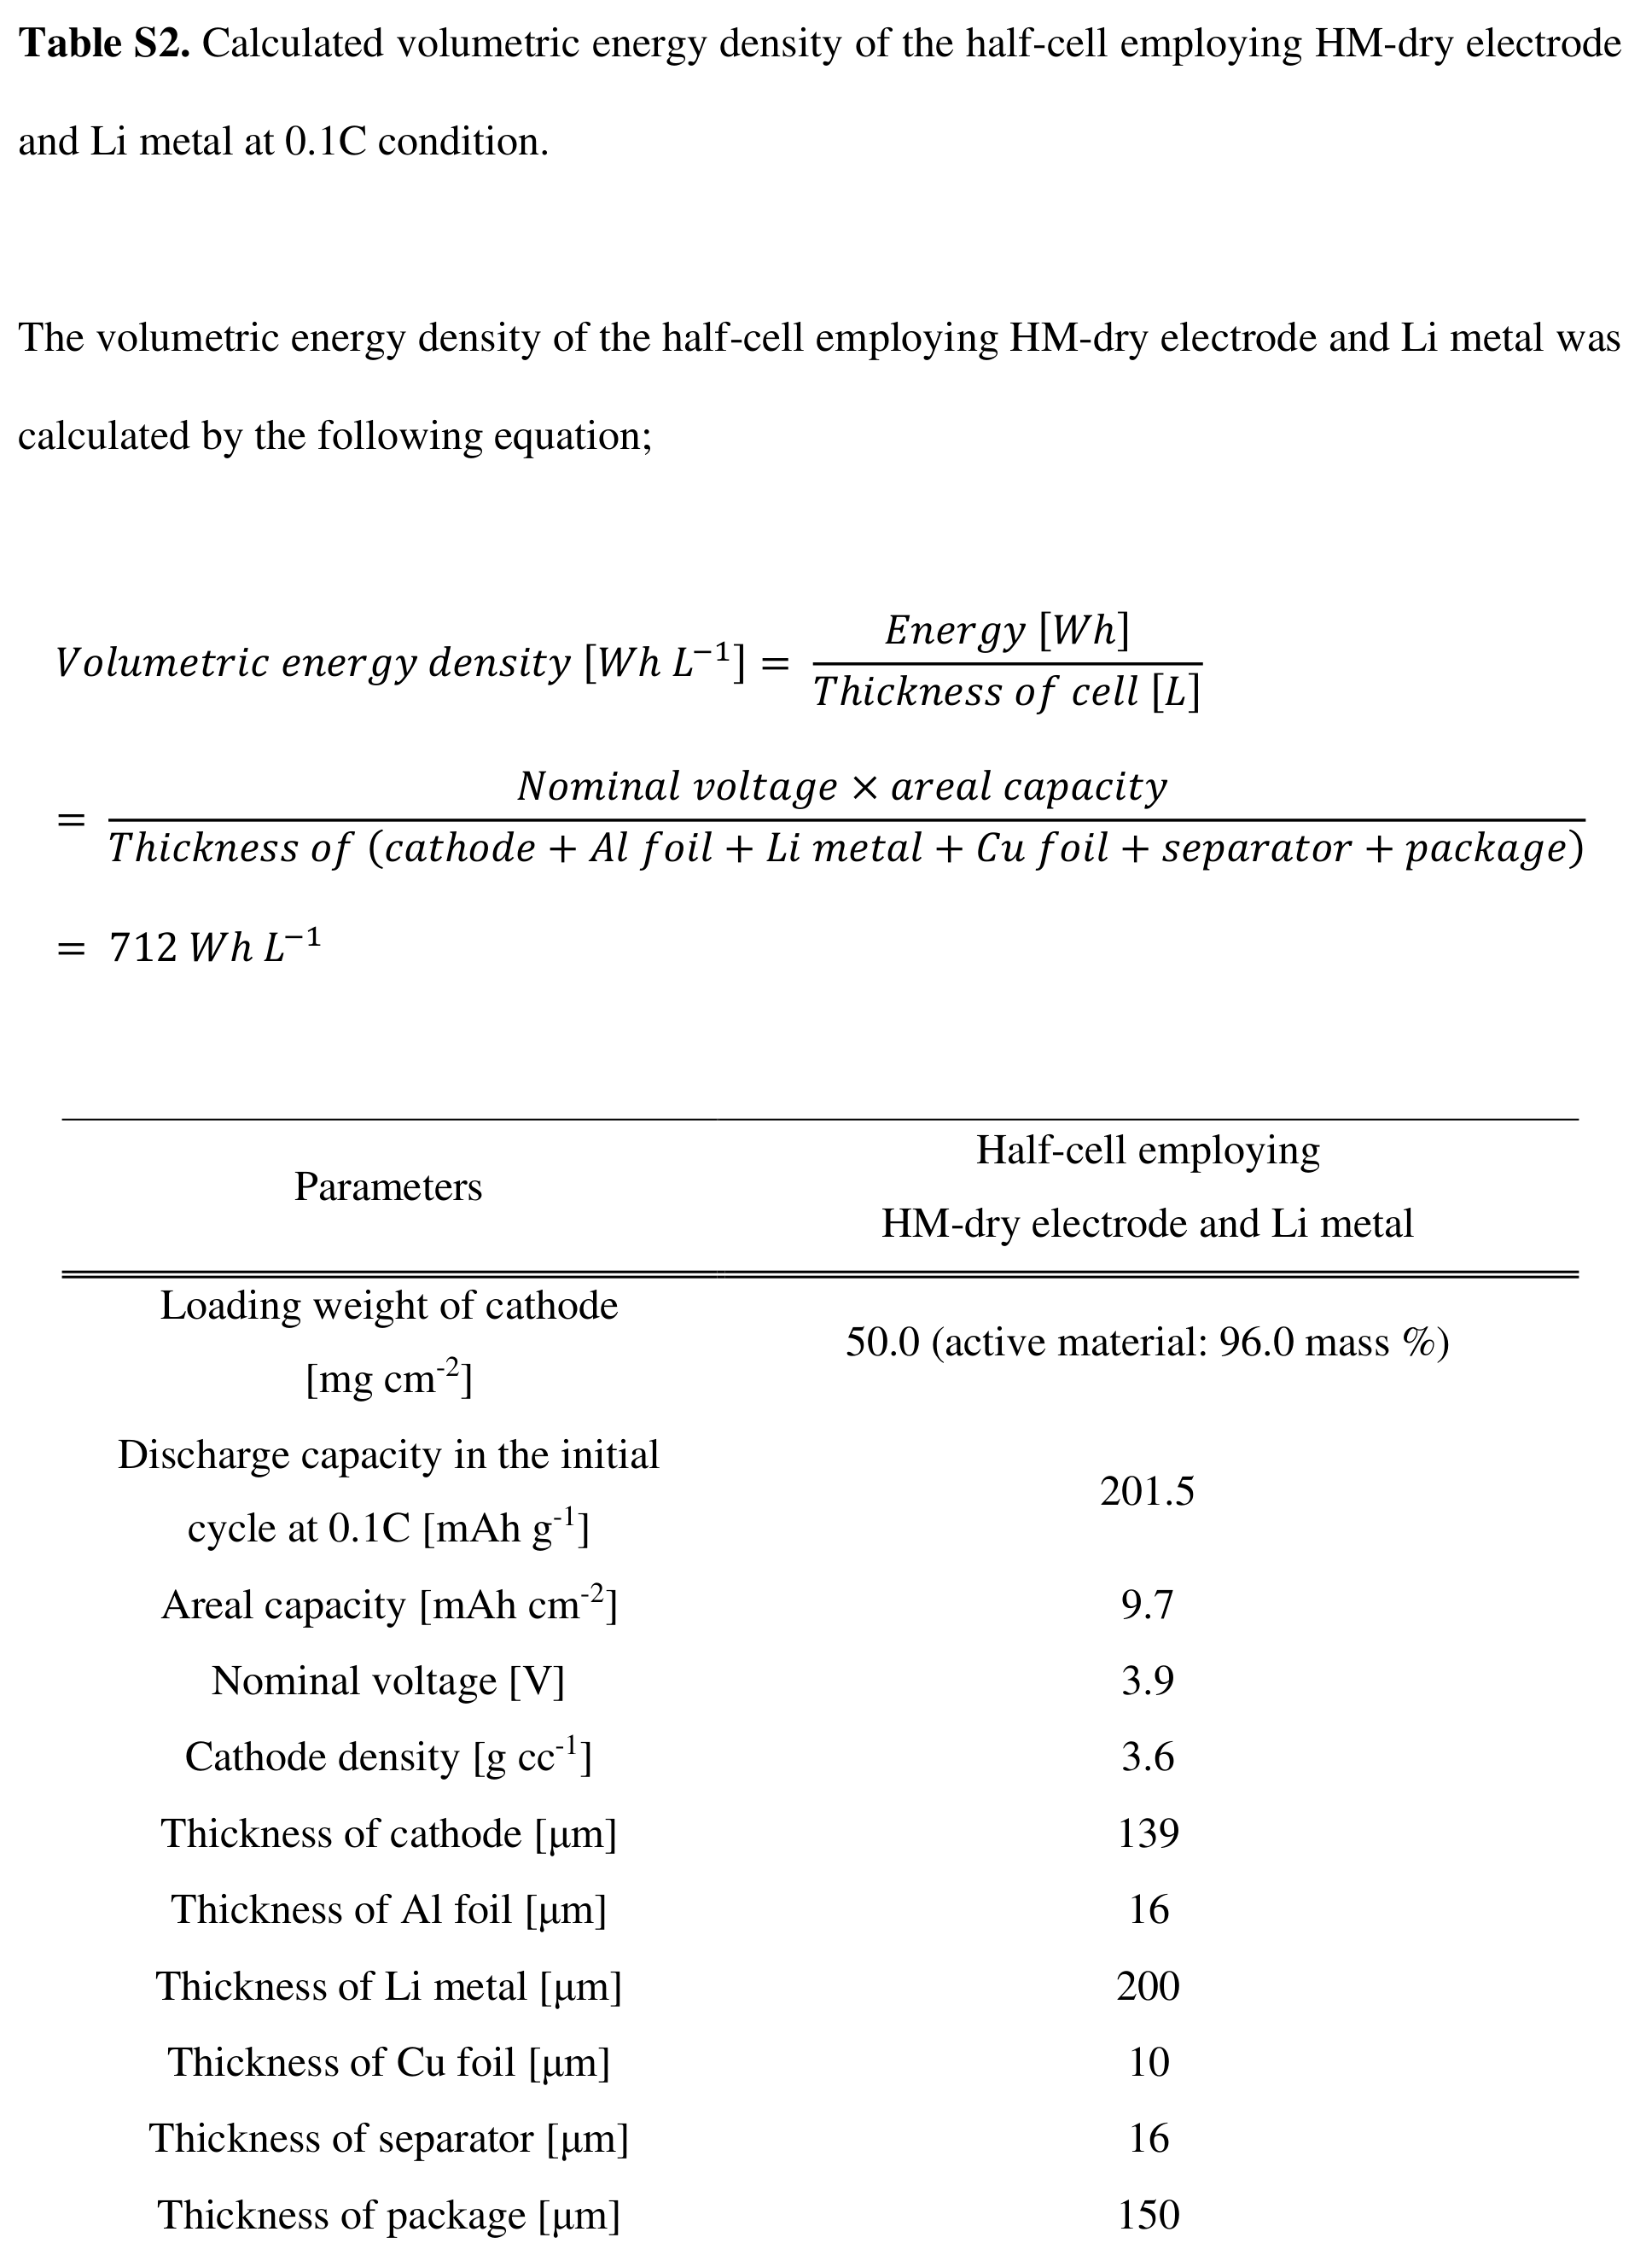 Table S2. Calculated volumetric energy density of the half-cell employing HM-dry electrode
and Li metal at 0.1C condition.
The volumetric energy density of the half-cell employing HM-dry electrode and Li metal was
calculated by the following equation;
Volumetric energy density [Wh L⁻¹] = Energy [Wh] / Thickness of cell [L]
= Nominal voltage × areal capacity / Thickness of (cathode + Al foil + Li metal + Cu foil + separator + package)
= 712 Wh L⁻¹
Parameters
Half-cell employing
HM-dry electrode and Li metal
Loading weight of cathode
[mg cm⁻²]
50.0 (active material: 96.0 mass %)
Discharge capacity in the initial
cycle at 0.1C [mAh g⁻¹]
201.5
Areal capacity [mAh cm⁻²] 9.7
Nominal voltage [V] 3.9
Cathode density [g cc⁻¹] 3.6
Thickness of cathode [μm] 139
Thickness of Al foil [μm] 16
Thickness of Li metal [μm] 200
Thickness of Cu foil [μm] 10
Thickness of separator [μm] 16
Thickness of package [μm] 150